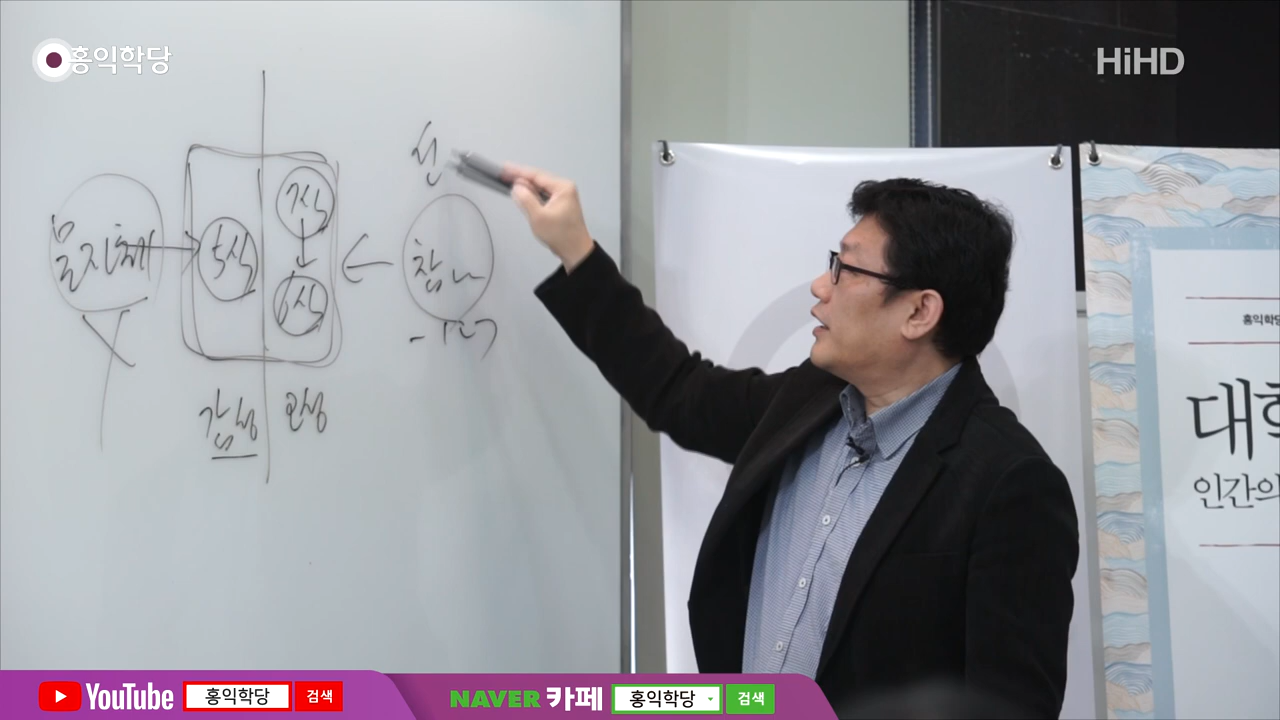 홍익학당
HiHD
신
7식
물자체
5식
참나
6식
감성
오성
홍익학당
대학
인간의
YouTube 홍익학당 검색
NAVER 카페 홍익학당 검색